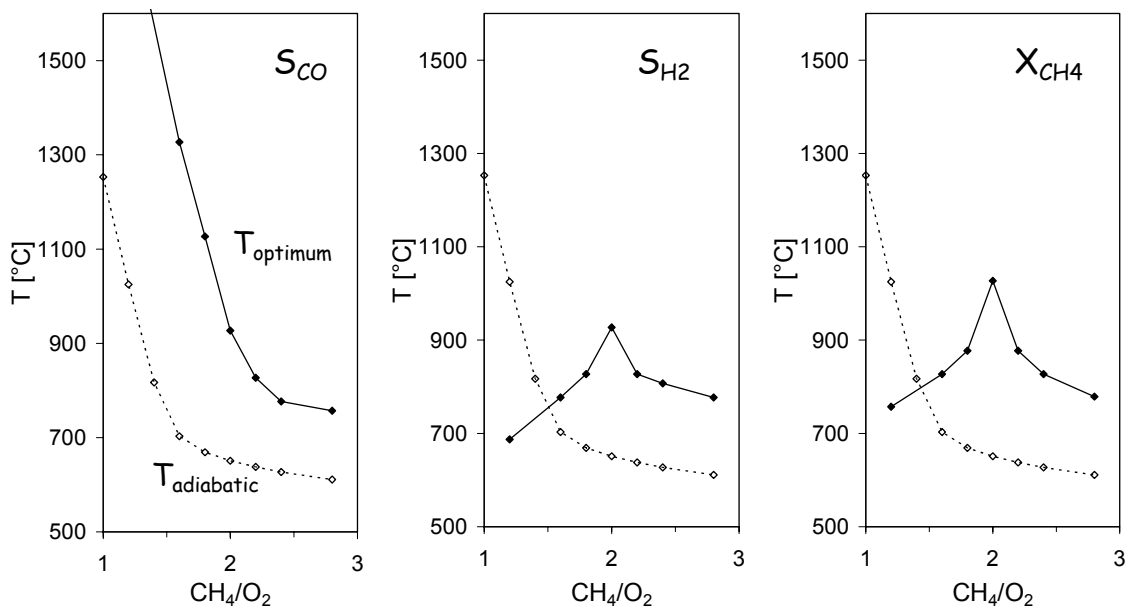 S_CO
1500
1300
1100
900
700
500
T [°C]
T_optimum
T_adiabatic
1
2
3
CH₄/O₂
S_H2
1500
1300
1100
900
700
500
T [°C]
1
2
3
CH₄/O₂
X_CH4
1500
1300
1100
900
700
500
T [°C]
1
2
3
CH₄/O₂